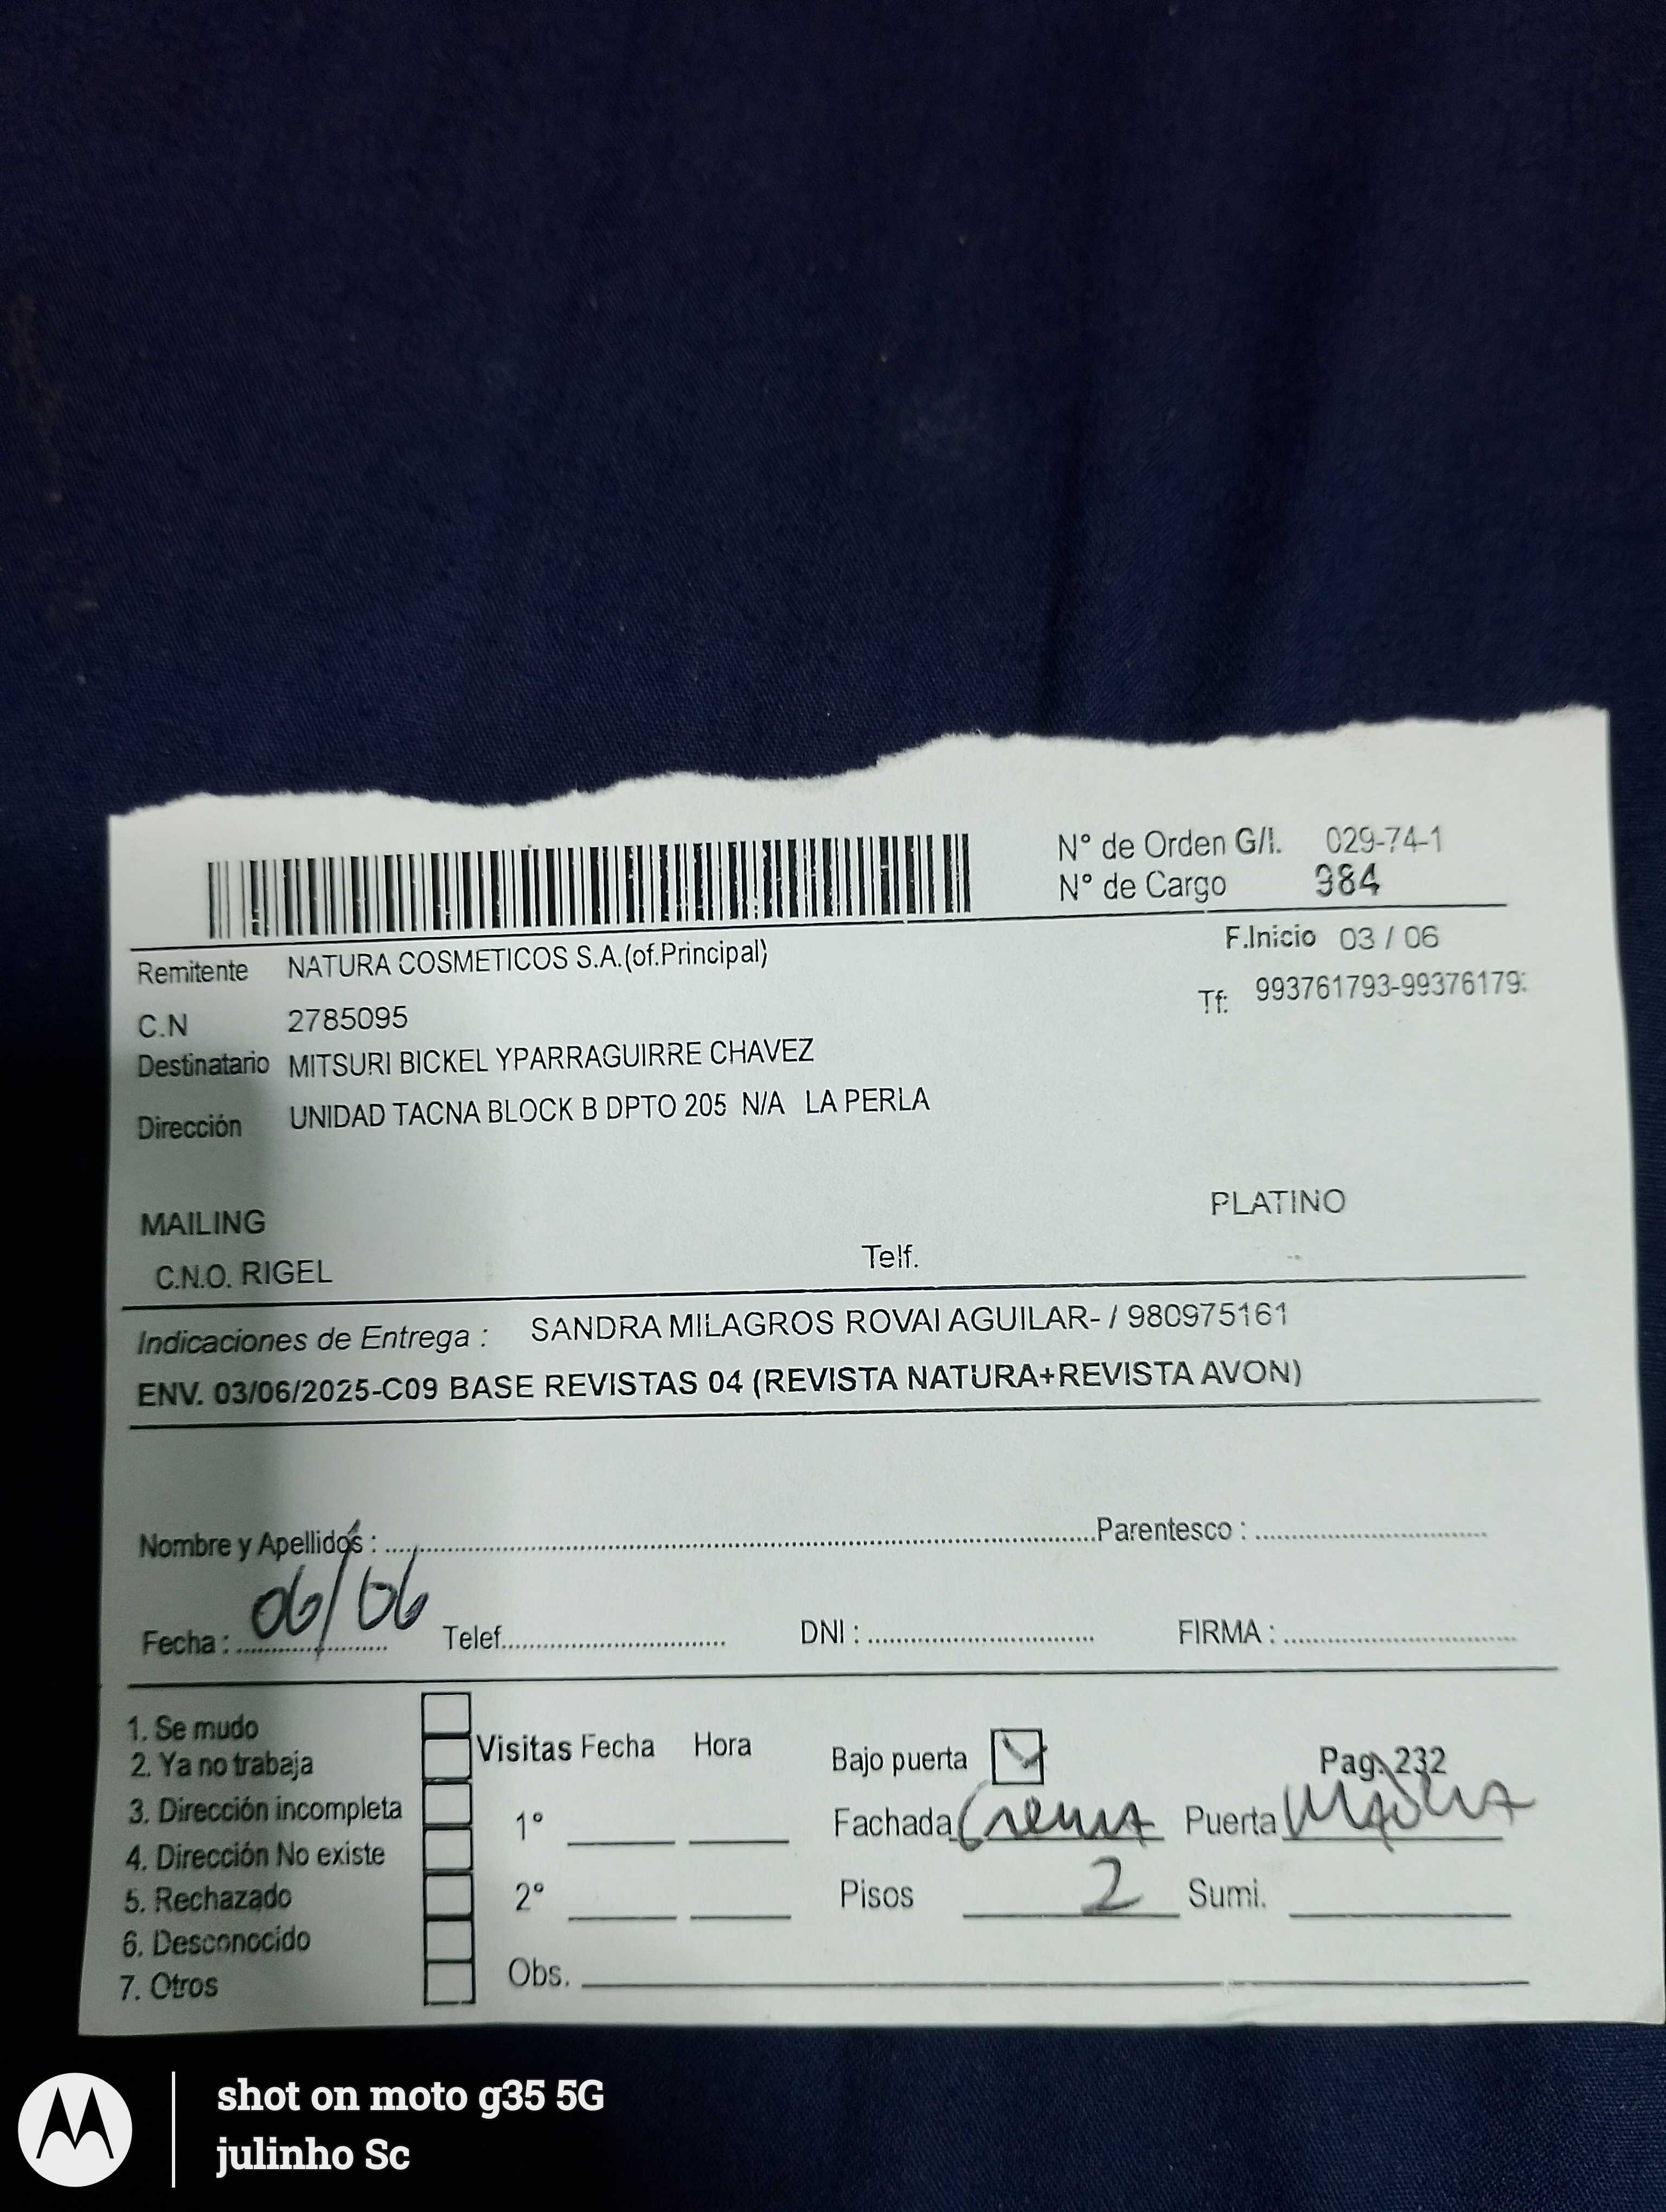 N° de Orden G/I. 029-74-1
N° de Cargo 984
F.Inicio 03 / 06
Remitente NATURA COSMETICOS S.A.(of.Principal)
Tf: 993761793-99376179
C.N 2785095
Destinatario MITSURI BICKEL YPARRAGUIRRE CHAVEZ
Dirección UNIDAD TACNA BLOCK B DPTO 205 N/A LA PERLA
PLATINO
MAILING
C.N.O. RIGEL Telf.
Indicaciones de Entrega : SANDRA MILAGROS ROVAI AGUILAR- / 980975161
ENV. 03/06/2025-C09 BASE REVISTAS 04 (REVISTA NATURA+REVISTA AVON)
Nombre y Apellidos : Parentesco :
Fecha : 06/06 Telef. DNI : FIRMA :
1. Se mudo
2. Ya no trabaja
3. Dirección incompleta
4. Dirección No existe
5. Rechazado
6. Desconocido
7. Otros
Visitas Fecha Hora
1°
2°
Obs.
Bajo puerta Pag. 232
Fachada Crema Puerta
Pisos 2 Sumi.
shot on moto g35 5G
julinho Sc